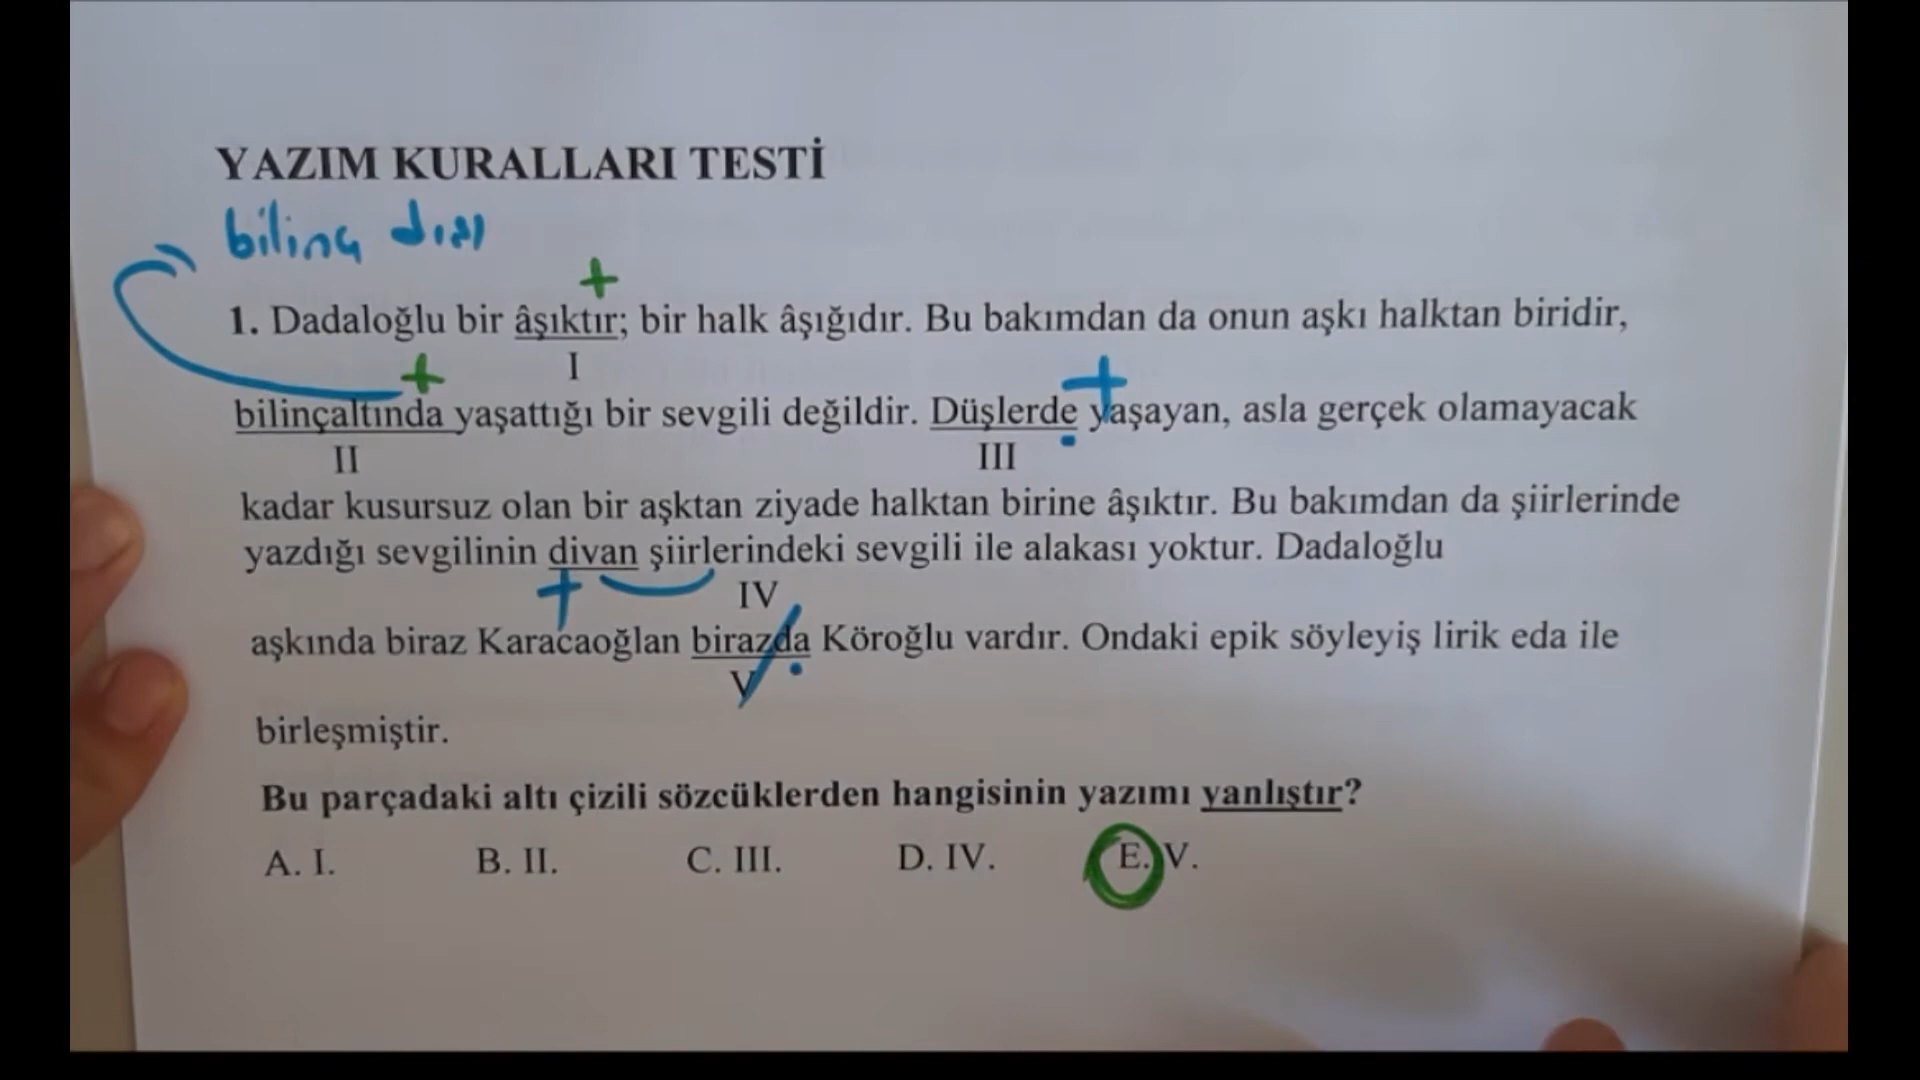 YAZIM KURALLARI TESTİ
bilinç dışı
+
1. Dadaloğlu bir âşıktır; bir halk âşığıdır. Bu bakımdan da onun aşkı halktan biridir,
I
+ +
bilinçaltında yaşattığı bir sevgili değildir. Düşlerde yaşayan, asla gerçek olamayacak
II III
kadar kusursuz olan bir aşktan ziyade halktan birine âşıktır. Bu bakımdan da şiirlerinde
yazdığı sevgilinin divan şiirlerindeki sevgili ile alakası yoktur. Dadaloğlu
+ IV
aşkında biraz Karacaoğlan birazda Köroğlu vardır. Ondaki epik söyleyiş lirik eda ile
V
birleşmiştir.
Bu parçadaki altı çizili sözcüklerden hangisinin yazımı yanlıştır?
A. I. B. II. C. III. D. IV. E. V.